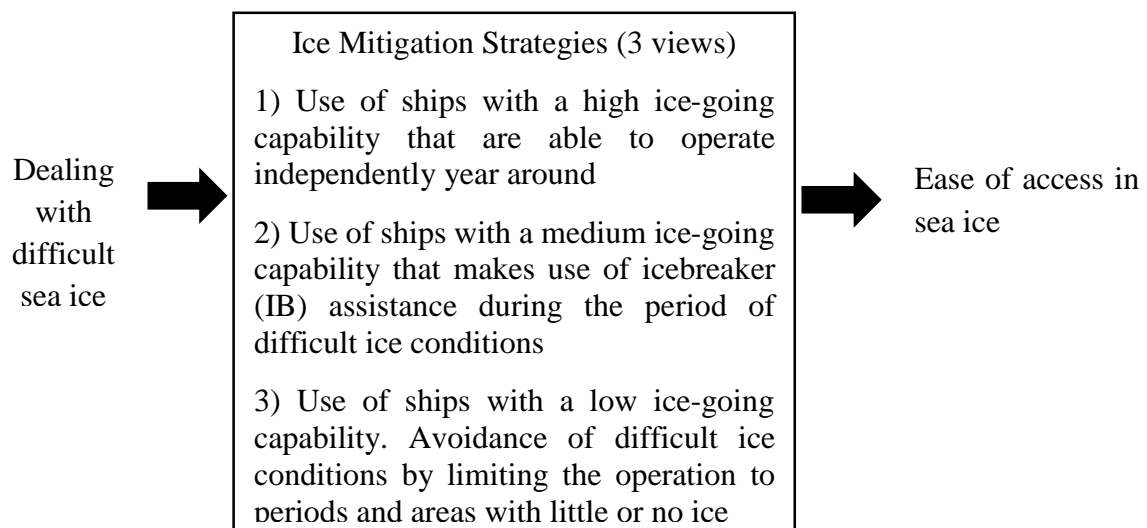 Dealing
with
difficult
sea ice
Ice Mitigation Strategies (3 views)
1) Use of ships with a high ice-going
capability that are able to operate
independently year around
2) Use of ships with a medium ice-going
capability that makes use of icebreaker
(IB) assistance during the period of
difficult ice conditions
3) Use of ships with a low ice-going
capability. Avoidance of difficult ice
conditions by limiting the operation to
periods and areas with little or no ice
Ease of access in
sea ice